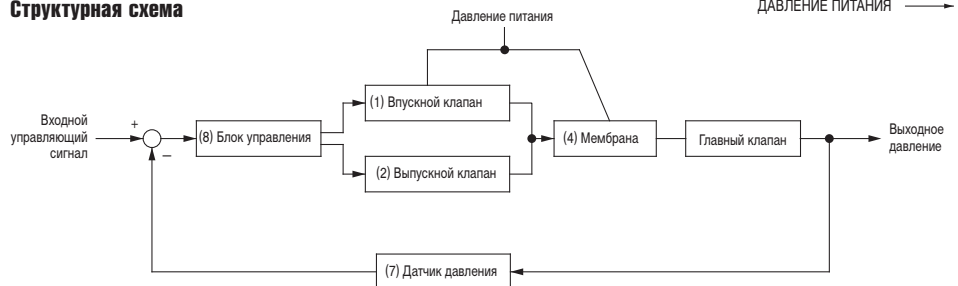 Структурная схема
ДАВЛЕНИЕ ПИТАНИЯ
Давление питания
(1) Впускной клапан
Входной
управляющий
сигнал
+
–
(8) Блок управления
(4) Мембрана
Главный клапан
Выходное
давление
(2) Выпускной клапан
(7) Датчик давления